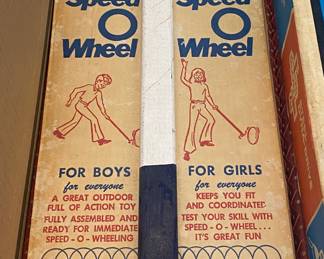 Speed
O
Wheel
FOR BOYS
for everyone
A GREAT OUTDOOR
FULL OF ACTION TOY
FULLY ASSEMBLED AND
READY FOR IMMEDIATE
SPEED - O - WHEELING
Speed
O
Wheel
FOR GIRLS
for everyone
KEEPS YOU FIT
AND COORDINATED
TEST YOUR SKILL WITH
SPEED - O - WHEEL...
IT'S GREAT FUN